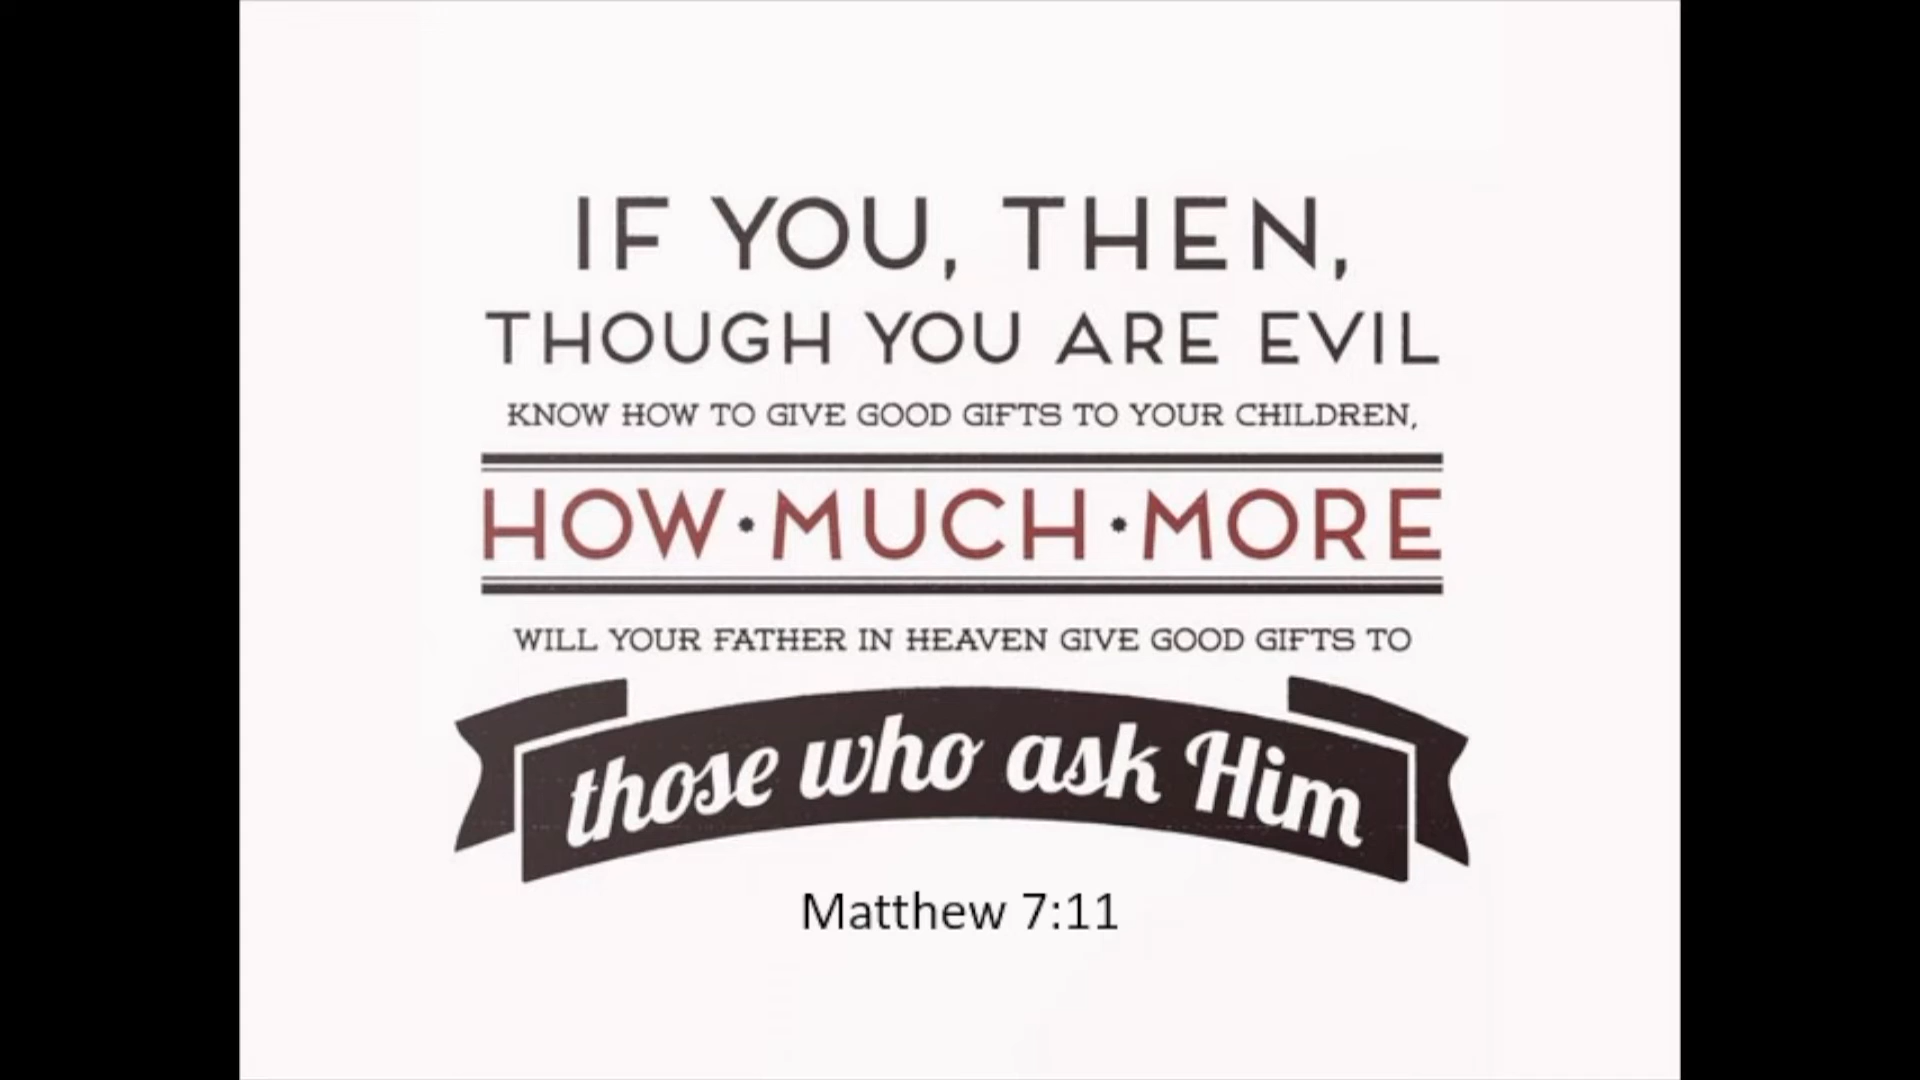 IF YOU, THEN,
THOUGH YOU ARE EVIL
KNOW HOW TO GIVE GOOD GIFTS TO YOUR CHILDREN,
HOW·MUCH·MORE
WILL YOUR FATHER IN HEAVEN GIVE GOOD GIFTS TO
those who ask Him
Matthew 7:11